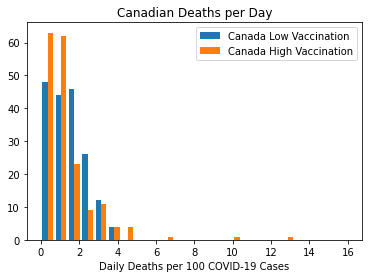 Canadian Deaths per Day
Canada Low Vaccination
Canada High Vaccination
60
50
40
30
20
10
0
0 2 4 6 8 10 12 14 16
Daily Deaths per 100 COVID-19 Cases